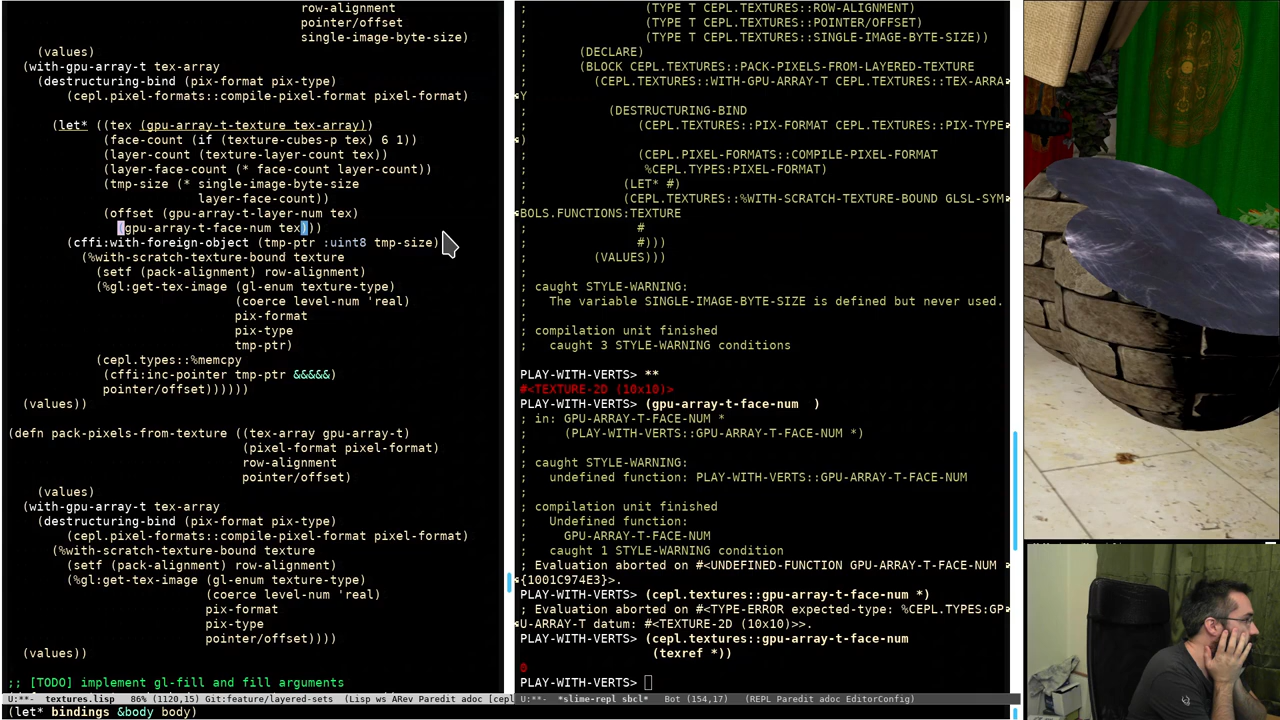 row-alignment
pointer/offset
single-image-byte-size)
(values)
(with-gpu-array-t tex-array
(destructuring-bind (pix-format pix-type)
(cepl.pixel-formats::compile-pixel-format pixel-format)
(let* ((tex (gpu-array-t-texture tex-array))
(face-count (if (texture-cubes-p tex) 6 1))
(layer-count (texture-layer-count tex))
(layer-face-count (* face-count layer-count))
(tmp-size (* single-image-byte-size
layer-face-count))
(offset (gpu-array-t-layer-num tex)
(gpu-array-t-face-num tex)))
(cffi:with-foreign-object (tmp-ptr :uint8 tmp-size)
(%with-scratch-texture-bound texture
(setf (pack-alignment) row-alignment)
(%gl:get-tex-image (gl-enum texture-type)
(coerce level-num 'real)
pix-format
pix-type
tmp-ptr)
(cepl.types::%memcpy
(cffi:inc-pointer tmp-ptr &&&&&)
pointer/offset))))))
(values))
(defn pack-pixels-from-texture ((tex-array gpu-array-t)
(pixel-format pixel-format)
row-alignment
pointer/offset)
(values)
(with-gpu-array-t tex-array
(destructuring-bind (pix-format pix-type)
(cepl.pixel-formats::compile-pixel-format pixel-format)
(%with-scratch-texture-bound texture
(setf (pack-alignment) row-alignment)
(%gl:get-tex-image (gl-enum texture-type)
(coerce level-num 'real)
pix-format
pix-type
pointer/offset))))
(values))
;; [TODO] implement gl-fill and fill arguments
U:**- textures.lisp 86% (1120,15) Git:feature/layered-sets (Lisp ws ARev Paredit adoc [cepl
(let* bindings &body body)
; (TYPE T CEPL.TEXTURES::ROW-ALIGNMENT)
; (TYPE T CEPL.TEXTURES::POINTER/OFFSET)
; (TYPE T CEPL.TEXTURES::SINGLE-IMAGE-BYTE-SIZE))
; (DECLARE)
; (BLOCK CEPL.TEXTURES::PACK-PIXELS-FROM-LAYERED-TEXTURE
; (CEPL.TEXTURES::WITH-GPU-ARRAY-T CEPL.TEXTURES::TEX-ARRA
Y
; (DESTRUCTURING-BIND
; (CEPL.TEXTURES::PIX-FORMAT CEPL.TEXTURES::PIX-TYPE
)
; (CEPL.PIXEL-FORMATS::COMPILE-PIXEL-FORMAT
; %CEPL.TYPES:PIXEL-FORMAT)
; (LET* #)
; (CEPL.TEXTURES::%WITH-SCRATCH-TEXTURE-BOUND GLSL-SYM
BOLS.FUNCTIONS:TEXTURE
; #
; #)))
; (VALUES)))
;
; caught STYLE-WARNING:
; The variable SINGLE-IMAGE-BYTE-SIZE is defined but never used.
;
; compilation unit finished
; caught 3 STYLE-WARNING conditions
PLAY-WITH-VERTS> **
#<TEXTURE-2D (10x10)>
PLAY-WITH-VERTS> (gpu-array-t-face-num  )
; in: GPU-ARRAY-T-FACE-NUM *
; (PLAY-WITH-VERTS::GPU-ARRAY-T-FACE-NUM *)
;
; caught STYLE-WARNING:
; undefined function: PLAY-WITH-VERTS::GPU-ARRAY-T-FACE-NUM
;
; compilation unit finished
; Undefined function:
; GPU-ARRAY-T-FACE-NUM
; caught 1 STYLE-WARNING condition
; Evaluation aborted on #<UNDEFINED-FUNCTION GPU-ARRAY-T-FACE-NUM
{1001C974E3}>.
PLAY-WITH-VERTS> (cepl.textures::gpu-array-t-face-num *)
; Evaluation aborted on #<TYPE-ERROR expected-type: %CEPL.TYPES:GP
U-ARRAY-T datum: #<TEXTURE-2D (10x10)>>.
PLAY-WITH-VERTS> (cepl.textures::gpu-array-t-face-num
(texref *))
0
PLAY-WITH-VERTS>
U:**- *slime-repl sbcl* Bot (154,17) (REPL Paredit adoc EditorConfig)